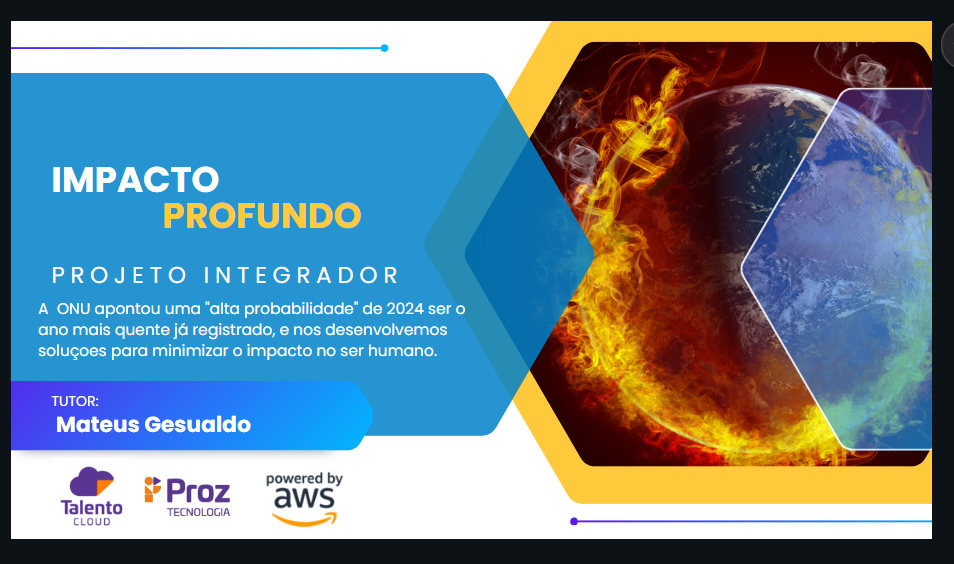 IMPACTO
PROFUNDO
PROJETO INTEGRADOR
A ONU apontou uma "alta probabilidade" de 2024 ser o
ano mais quente já registrado, e nos desenvolvemos
soluçoes para minimizar o impacto no ser humano.
TUTOR:
Mateus Gesualdo
Talento
CLOUD
Proz
TECNOLOGIA
powered by
aws